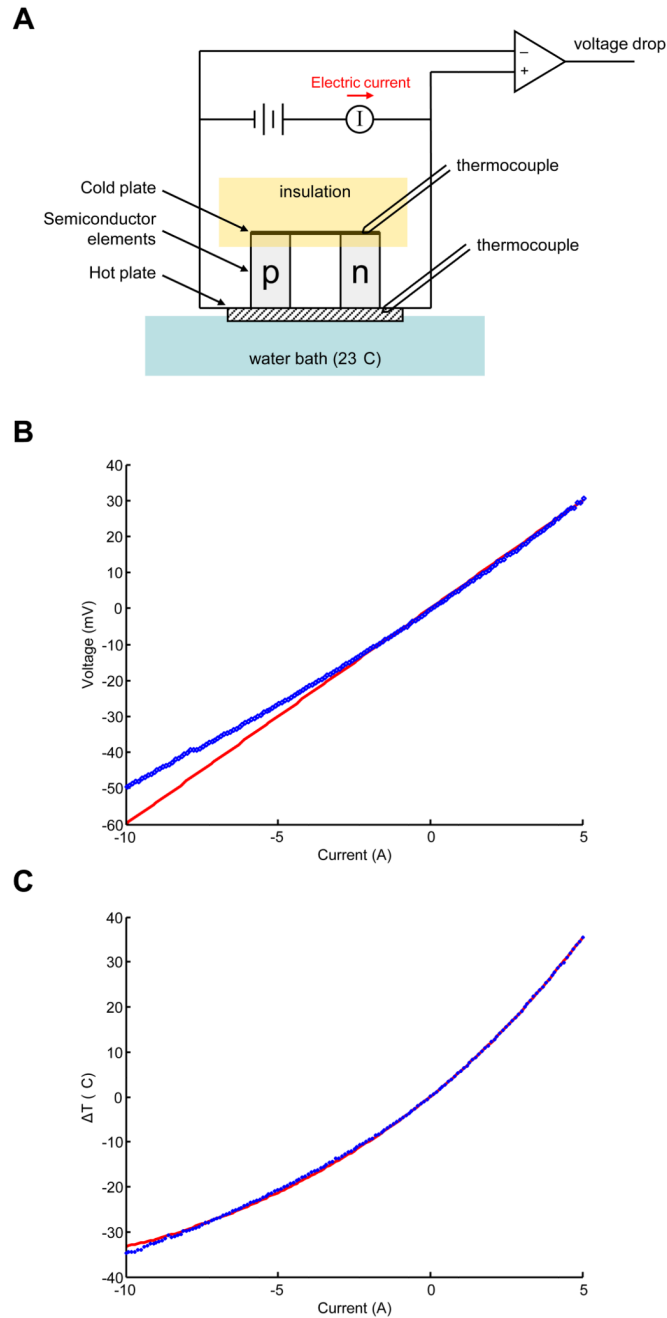 A
voltage drop
–
+
Electric current
I
thermocouple
Cold plate
insulation
Semiconductor
elements
thermocouple
Hot plate
p
n
water bath (23 C)
B
40
30
20
10
0
-10
-20
-30
-40
-50
-60
Voltage (mV)
-10
-5
0
5
Current (A)
C
40
30
20
10
0
-10
-20
-30
-40
ΔT ( C)
-10
-5
0
5
Current (A)